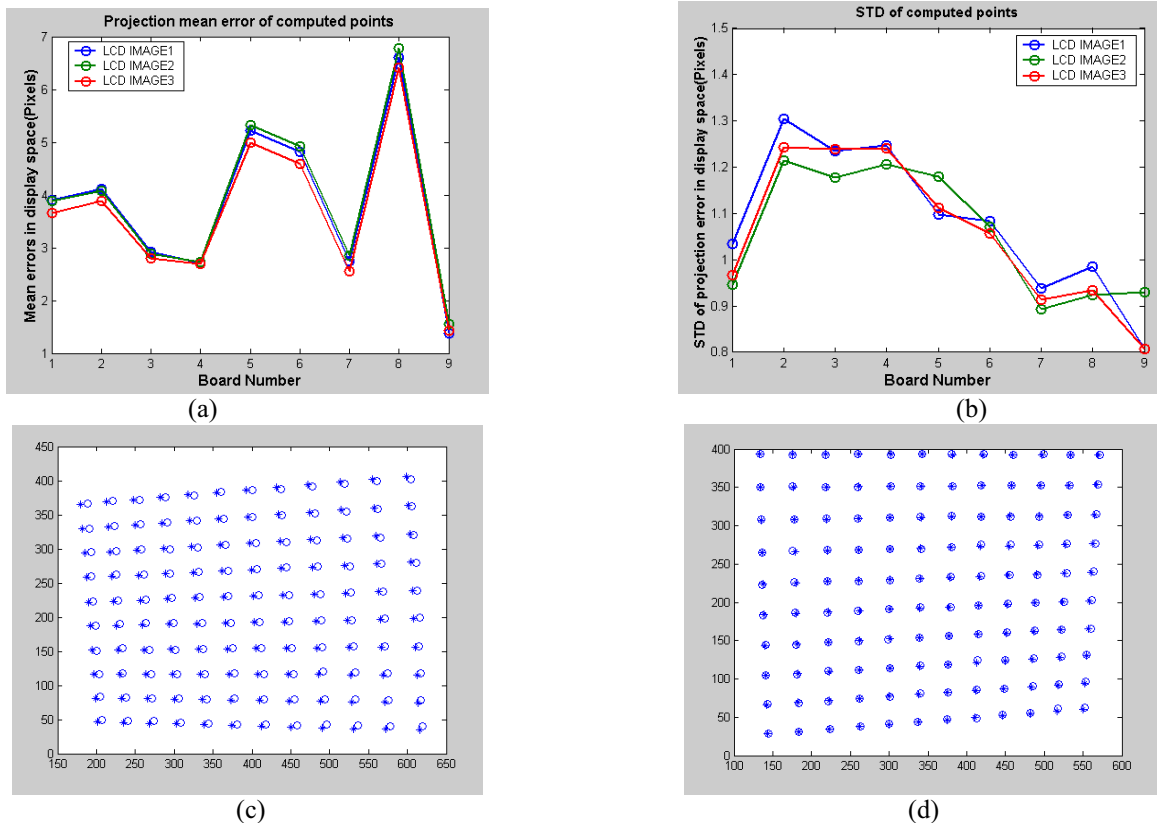 Projection mean error of computed points
7
6
5
4
3
2
1
Mean errors in display space(Pixels)
LCD IMAGE1
LCD IMAGE2
LCD IMAGE3
1 2 3 4 5 6 7 8 9
Board Number
(a)
STD of computed points
1.5
1.4
1.3
1.2
1.1
1
0.9
0.8
STD of projection error in display space(Pixels)
LCD IMAGE1
LCD IMAGE2
LCD IMAGE3
1 2 3 4 5 6 7 8 9
Board Number
(b)
450
400
350
300
250
200
150
100
50
0
150 200 250 300 350 400 450 500 550 600 650
(c)
400
350
300
250
200
150
100
50
0
100 150 200 250 300 350 400 450 500 550 600
(d)